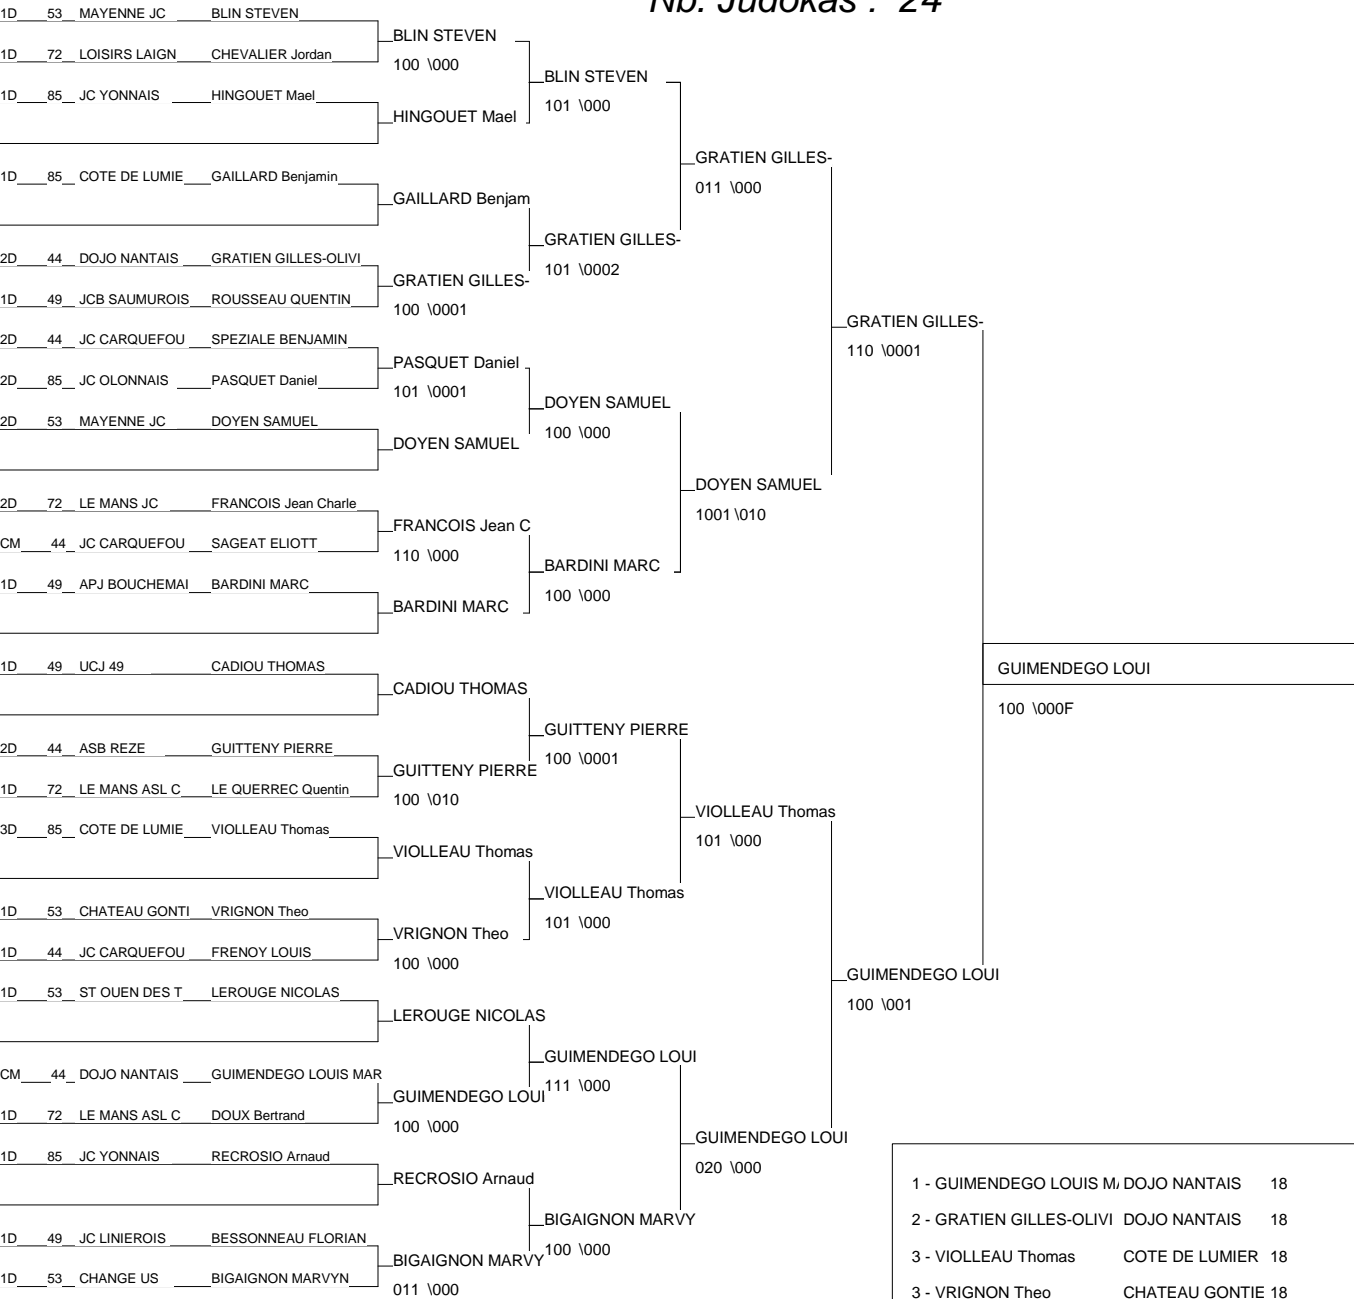 Nb. Judokas : 24
1D 53 MAYENNE JC BLIN STEVEN
BLIN STEVEN
1D 72 LOISIRS LAIGN CHEVALIER Jordan
100 \000
BLIN STEVEN
1D 85 JC YONNAIS HINGOUET Mael
101 \000
HINGOUET Mael
GRATIEN GILLES-
1D 85 COTE DE LUMIE GAILLARD Benjamin
011 \000
GAILLARD Benjam
GRATIEN GILLES-
2D 44 DOJO NANTAIS GRATIEN GILLES-OLIVI
101 \0002
GRATIEN GILLES-
1D 49 JCB SAUMUROIS ROUSSEAU QUENTIN
100 \0001
GRATIEN GILLES-
2D 44 JC CARQUEFOU SPEZIALE BENJAMIN
110 \0001
PASQUET Daniel
2D 85 JC OLONNAIS PASQUET Daniel
101 \0001
DOYEN SAMUEL
2D 53 MAYENNE JC DOYEN SAMUEL
100 \000
DOYEN SAMUEL
DOYEN SAMUEL
2D 72 LE MANS JC FRANCOIS Jean Charle
1001 \010
FRANCOIS Jean C
CM 44 JC CARQUEFOU SAGEAT ELIOTT
110 \000
BARDINI MARC
1D 49 APJ BOUCHEMAI BARDINI MARC
100 \000
BARDINI MARC
1D 49 UCJ 49 CADIOU THOMAS
GUIMENDEGO LOUI
CADIOU THOMAS
100 \000F
GUITTENY PIERRE
2D 44 ASB REZE GUITTENY PIERRE
100 \0001
GUITTENY PIERRE
1D 72 LE MANS ASL C LE QUERREC Quentin
100 \010
VIOLLEAU Thomas
3D 85 COTE DE LUMIE VIOLLEAU Thomas
101 \000
VIOLLEAU Thomas
VIOLLEAU Thomas
1D 53 CHATEAU GONTI VRIGNON Theo
101 \000
VRIGNON Theo
1D 44 JC CARQUEFOU FRENOY LOUIS
100 \000
GUIMENDEGO LOUI
1D 53 ST OUEN DES T LEROUGE NICOLAS
100 \001
LEROUGE NICOLAS
GUIMENDEGO LOUI
CM 44 DOJO NANTAIS GUIMENDEGO LOUIS MAR
111 \000
GUIMENDEGO LOUI
1D 72 LE MANS ASL C DOUX Bertrand
100 \000
GUIMENDEGO LOUI
1D 85 JC YONNAIS RECROSIO Arnaud
020 \000
RECROSIO Arnaud
BIGAIGNON MARVY
1D 49 JC LINIEROIS BESSONNEAU FLORIAN
100 \000
BIGAIGNON MARVY
1D 53 CHANGE US BIGAIGNON MARVYN
011 \000
1 - GUIMENDEGO LOUIS M DOJO NANTAIS 18
2 - GRATIEN GILLES-OLIVI DOJO NANTAIS 18
3 - VIOLLEAU Thomas COTE DE LUMIER 18
3 - VRIGNON Theo CHATEAU GONTIE 18